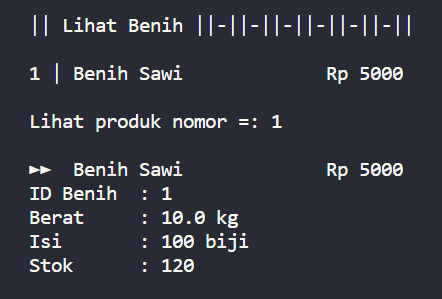 || Lihat Benih ||-||-||-||-||-||-||
1 | Benih Sawi Rp 5000
Lihat produk nomor =: 1
►► Benih Sawi Rp 5000
ID Benih : 1
Berat : 10.0 kg
Isi : 100 biji
Stok : 120